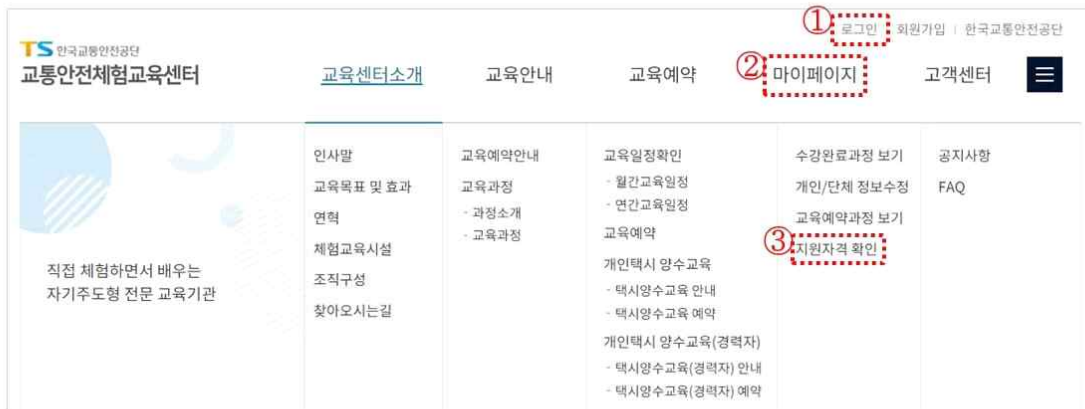 ① 로그인 회원가입 | 한국교통안전공단
TS 한국교통안전공단
교통안전체험교육센터
교육센터소개 교육안내 교육예약 ② 마이페이지 고객센터
직접 체험하면서 배우는
자기주도형 전문 교육기관
인사말
교육목표 및 효과
연혁
체험교육시설
조직구성
찾아오시는길
교육예약안내
교육과정
- 과정소개
- 교육과정
교육일정확인
- 월간교육일정
- 연간교육일정
교육예약
개인택시 양수교육
- 택시양수교육 안내
- 택시양수교육 예약
개인택시 양수교육(경력자)
- 택시양수교육(경력자) 안내
- 택시양수교육(경력자) 예약
수강완료과정 보기
개인/단체 정보수정
교육예약과정 보기
③ 지원자격 확인
공지사항
FAQ